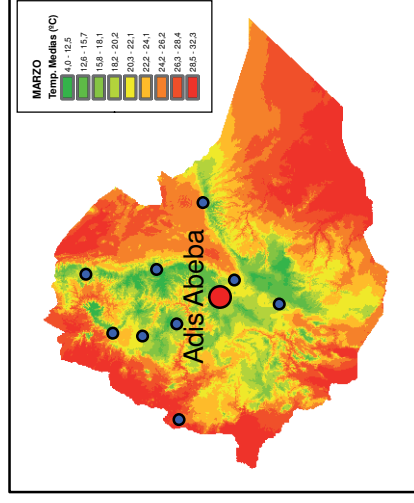 MARZO
Temp. Medias (ºC)
4,0 - 12,5
12,6 - 15,7
15,8 - 18,1
18,2 - 20,2
20,3 - 22,1
22,2 - 24,1
24,2 - 26,2
26,3 - 28,4
28,5 - 32,3
Adis Abeba